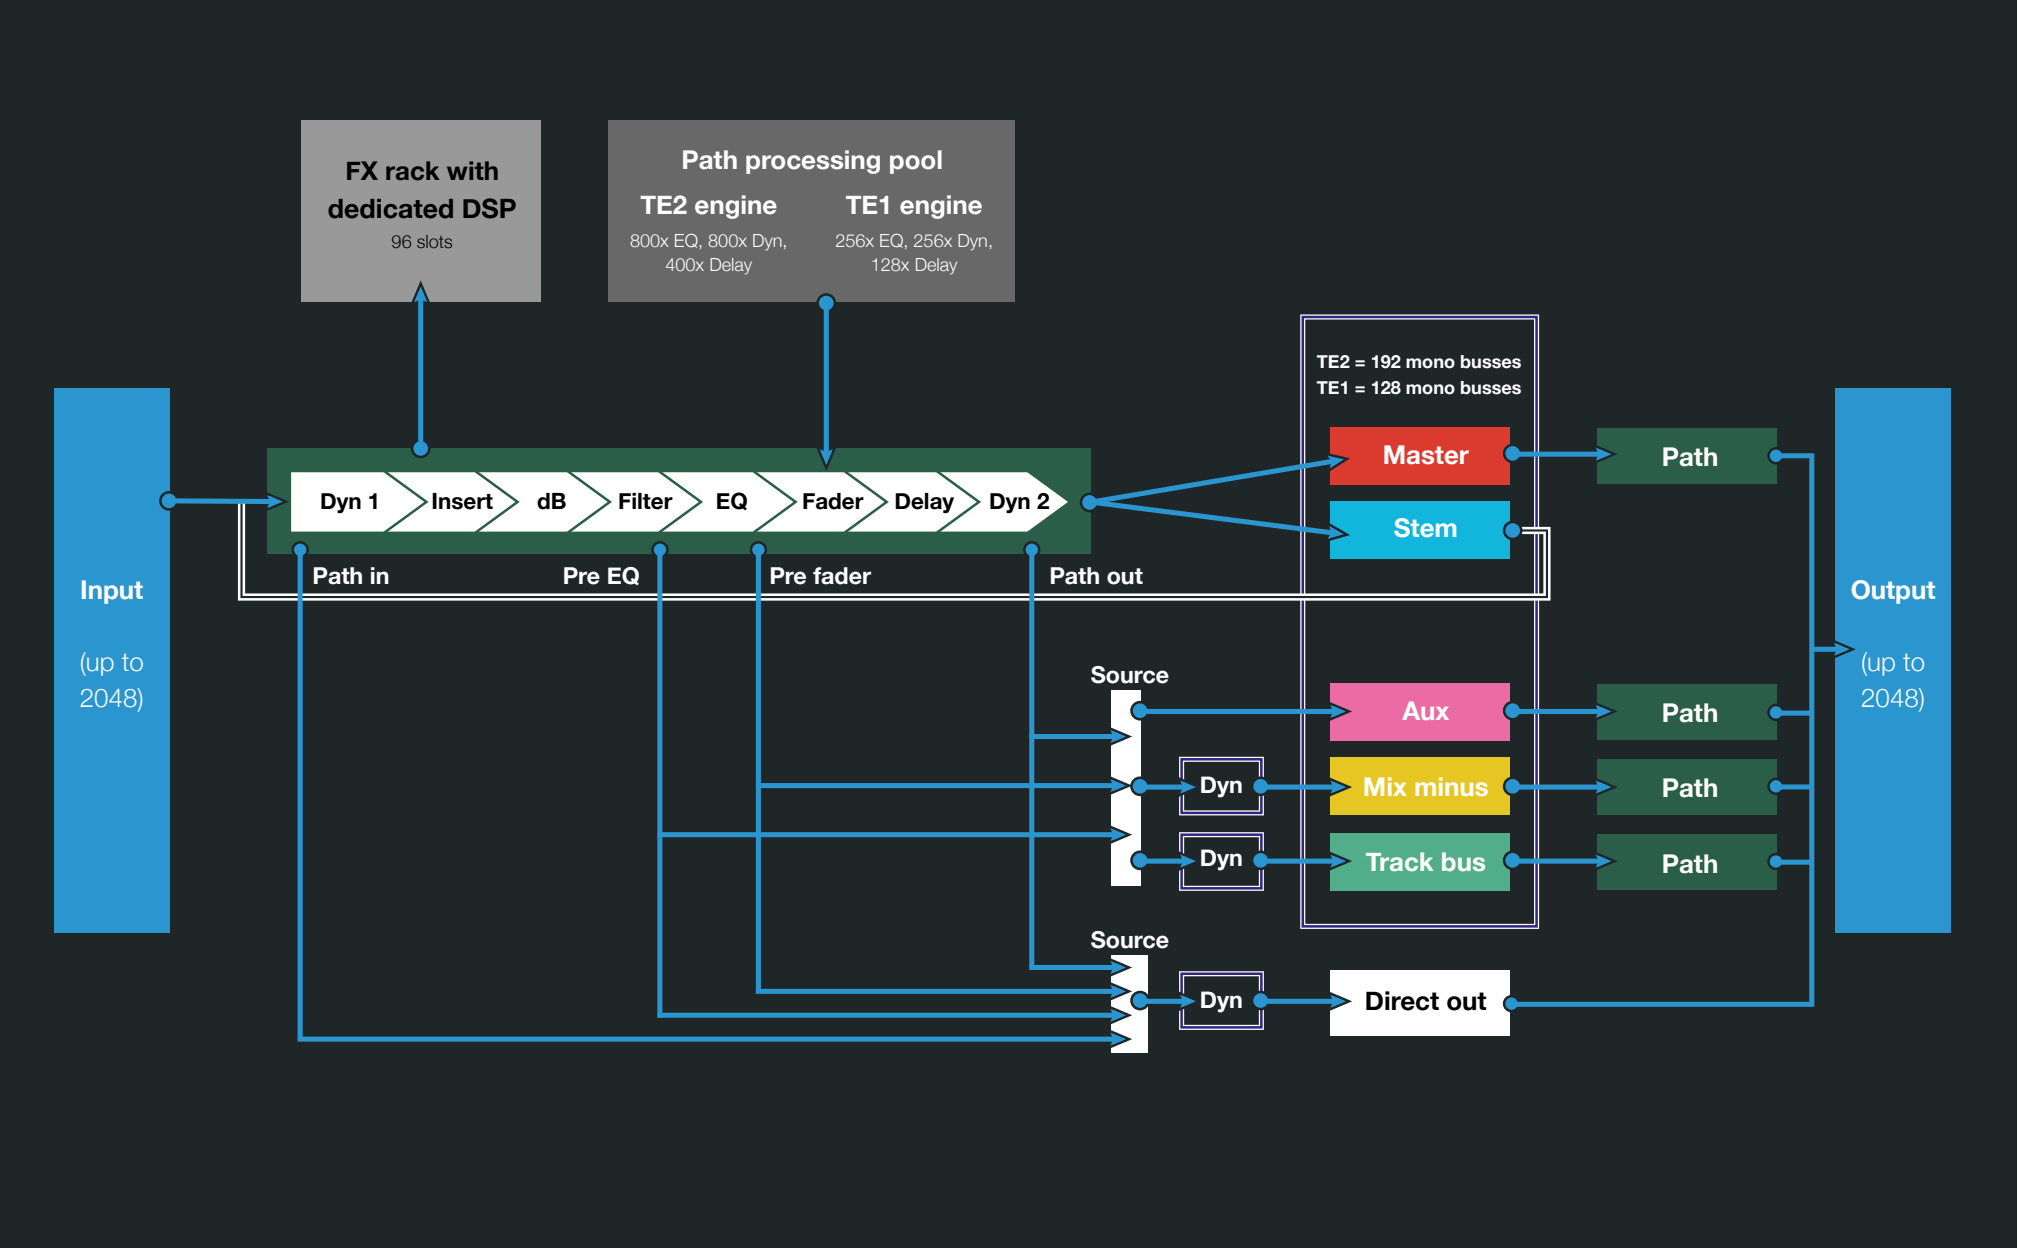 FX rack with
dedicated DSP
96 slots
Path processing pool
TE2 engine
800x EQ, 800x Dyn,
400x Delay
TE1 engine
256x EQ, 256x Dyn,
128x Delay
TE2 = 192 mono busses
TE1 = 128 mono busses
Input
(up to
2048)
Dyn 1
Insert
dB
Filter
EQ
Fader
Delay
Dyn 2
Path in
Pre EQ
Pre fader
Path out
Master
Path
Stem
Source
Aux
Path
Dyn
Mix minus
Path
Dyn
Track bus
Path
Source
Dyn
Direct out
Output
(up to
2048)